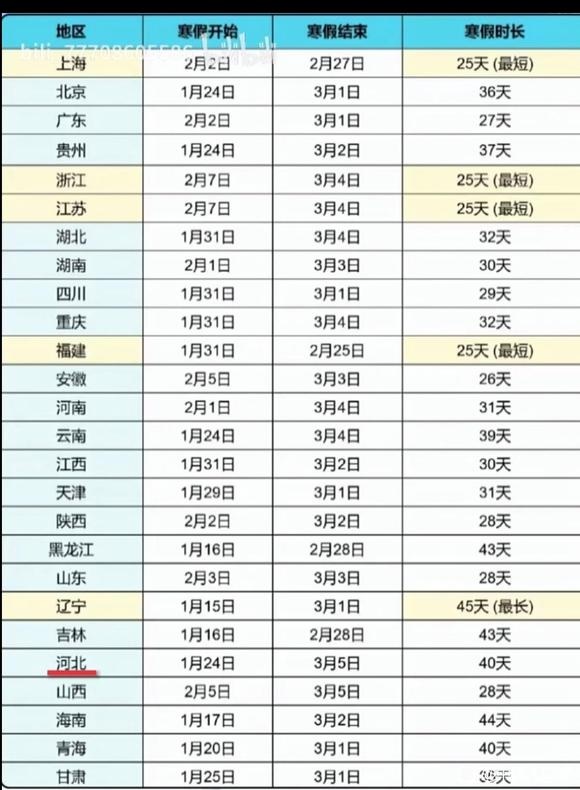 地区 寒假开始 寒假结束 寒假时长
上海 2月2日 2月27日 25天 (最短)
北京 1月24日 3月1日 36天
广东 2月2日 3月1日 27天
贵州 1月24日 3月2日 37天
浙江 2月7日 3月4日 25天 (最短)
江苏 2月7日 3月4日 25天 (最短)
湖北 1月31日 3月4日 32天
湖南 2月1日 3月3日 30天
四川 1月31日 3月1日 29天
重庆 1月31日 3月4日 32天
福建 1月31日 2月25日 25天 (最短)
安徽 2月5日 3月3日 26天
河南 2月1日 3月4日 31天
云南 1月24日 3月4日 39天
江西 1月31日 3月2日 30天
天津 1月29日 3月1日 31天
陕西 2月2日 3月2日 28天
黑龙江 1月16日 2月28日 43天
山东 2月3日 3月3日 28天
辽宁 1月15日 3月1日 45天 (最长)
吉林 1月16日 2月28日 43天
河北 1月24日 3月5日 40天
山西 2月5日 3月5日 28天
海南 1月17日 3月2日 44天
青海 1月20日 3月1日 40天
甘肃 1月25日 3月1日